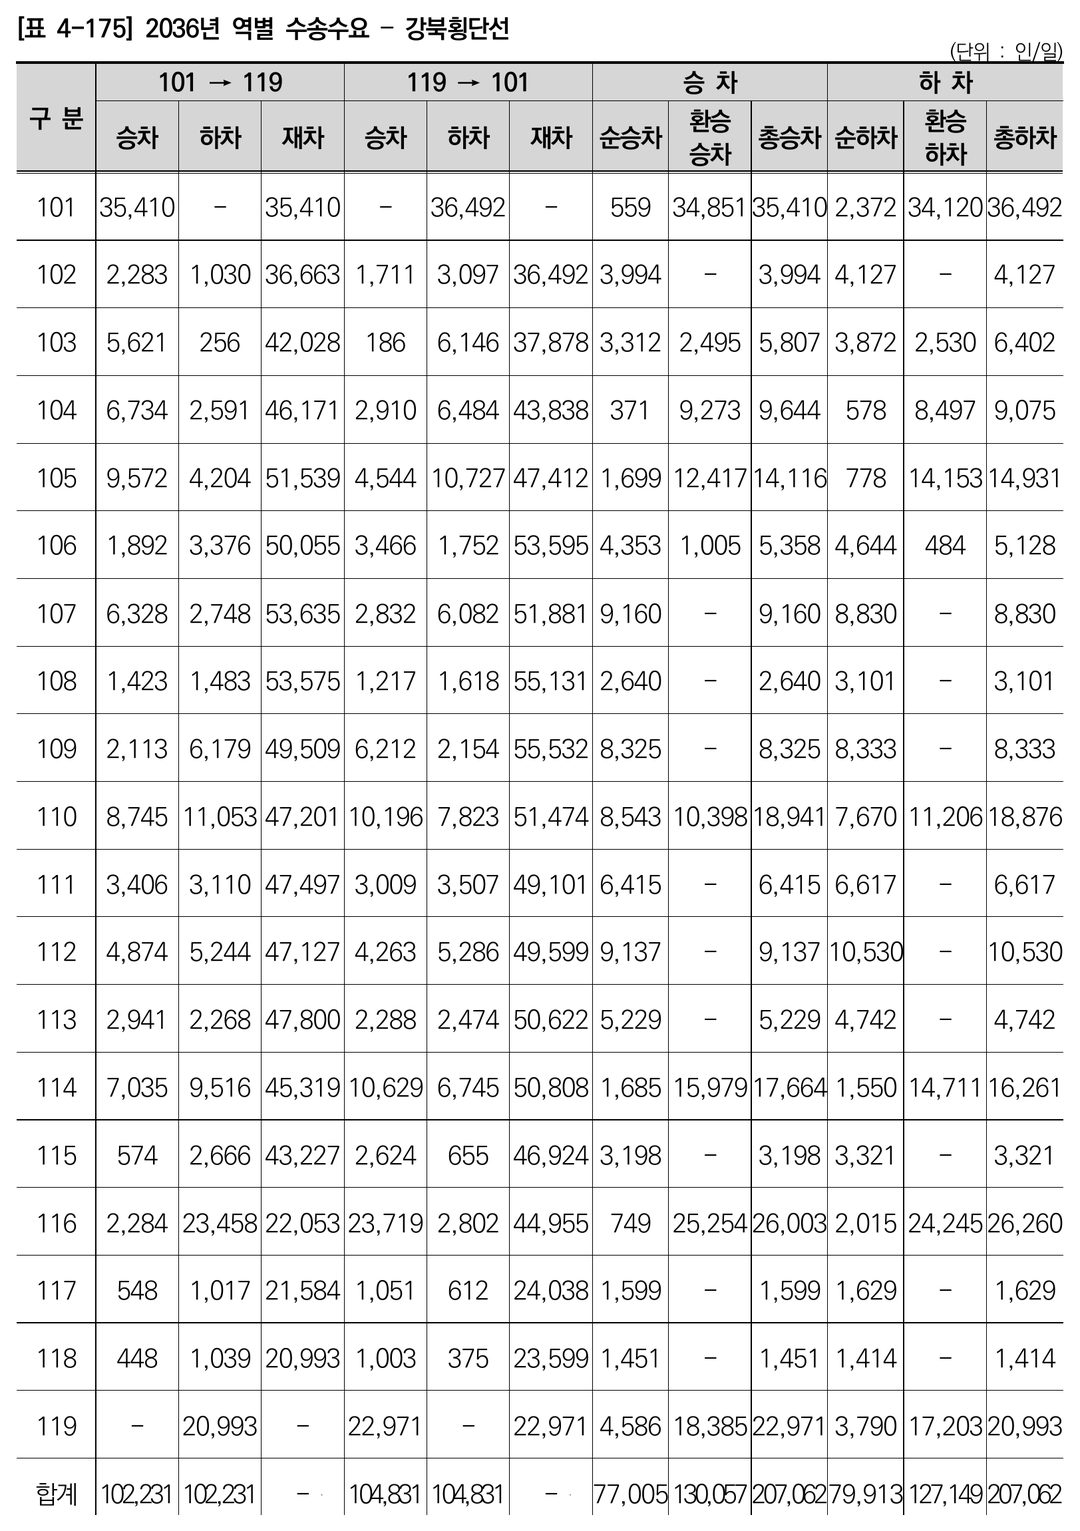 [표 4-175] 2036년 역별 수송수요 - 강북횡단선
(단위 : 인/일)
구 분 101 → 119 119 → 101 승 차 하 차
승차 하차 재차 승차 하차 재차 순승차 환승승차 총승차 순하차 환승하차 총하차
101 35,410 - 35,410 - 36,492 - 559 34,851 35,410 2,372 34,120 36,492
102 2,283 1,030 36,663 1,711 3,097 36,492 3,994 - 3,994 4,127 - 4,127
103 5,621 256 42,028 186 6,146 37,878 3,312 2,495 5,807 3,872 2,530 6,402
104 6,734 2,591 46,171 2,910 6,484 43,838 371 9,273 9,644 578 8,497 9,075
105 9,572 4,204 51,539 4,544 10,727 47,412 1,699 12,417 14,116 778 14,153 14,931
106 1,892 3,376 50,055 3,466 1,752 53,595 4,353 1,005 5,358 4,644 484 5,128
107 6,328 2,748 53,635 2,832 6,082 51,881 9,160 - 9,160 8,830 - 8,830
108 1,423 1,483 53,575 1,217 1,618 55,131 2,640 - 2,640 3,101 - 3,101
109 2,113 6,179 49,509 6,212 2,154 55,532 8,325 - 8,325 8,333 - 8,333
110 8,745 11,053 47,201 10,196 7,823 51,474 8,543 10,398 18,941 7,670 11,206 18,876
111 3,406 3,110 47,497 3,009 3,507 49,101 6,415 - 6,415 6,617 - 6,617
112 4,874 5,244 47,127 4,263 5,286 49,599 9,137 - 9,137 10,530 - 10,530
113 2,941 2,268 47,800 2,288 2,474 50,622 5,229 - 5,229 4,742 - 4,742
114 7,035 9,516 45,319 10,629 6,745 50,808 1,685 15,979 17,664 1,550 14,711 16,261
115 574 2,666 43,227 2,624 655 46,924 3,198 - 3,198 3,321 - 3,321
116 2,284 23,458 22,053 23,719 2,802 44,955 749 25,254 26,003 2,015 24,245 26,260
117 548 1,017 21,584 1,051 612 24,038 1,599 - 1,599 1,629 - 1,629
118 448 1,039 20,993 1,003 375 23,599 1,451 - 1,451 1,414 - 1,414
119 - 20,993 - 22,971 - 22,971 4,586 18,385 22,971 3,790 17,203 20,993
합계 102,231 102,231 - 104,831 104,831 - 77,005 130,057 207,062 79,913 127,149 207,062